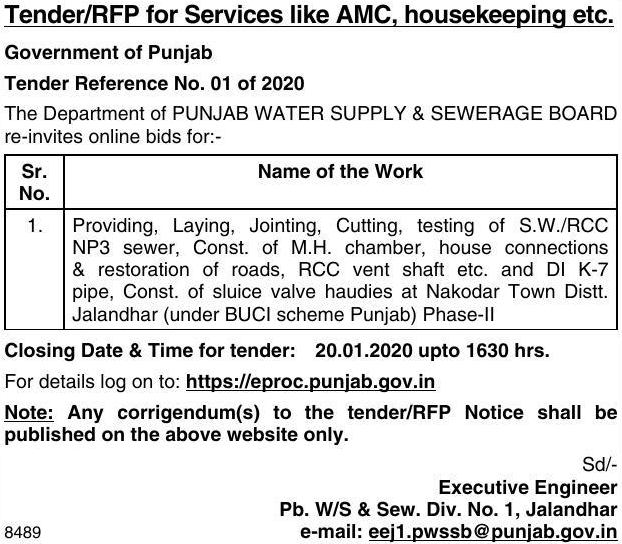 Tender/RFP for Services like AMC, housekeeping etc.
Government of Punjab
Tender Reference No. 01 of 2020
The Department of PUNJAB WATER SUPPLY & SEWERAGE BOARD
re-invites online bids for:-
Sr. No.
Name of the Work
1.
Providing, Laying, Jointing, Cutting, testing of S.W./RCC
NP3 sewer, Const. of M.H. chamber, house connections
& restoration of roads, RCC vent shaft etc. and DI K-7
pipe, Const. of sluice valve haudies at Nakodar Town Distt.
Jalandhar (under BUCI scheme Punjab) Phase-II
Closing Date & Time for tender: 20.01.2020 upto 1630 hrs.
For details log on to: https://eproc.punjab.gov.in
Note: Any corrigendum(s) to the tender/RFP Notice shall be
published on the above website only.
Sd/-
Executive Engineer
Pb. W/S & Sew. Div. No. 1, Jalandhar
8489 e-mail: eej1.pwssb@punjab.gov.in